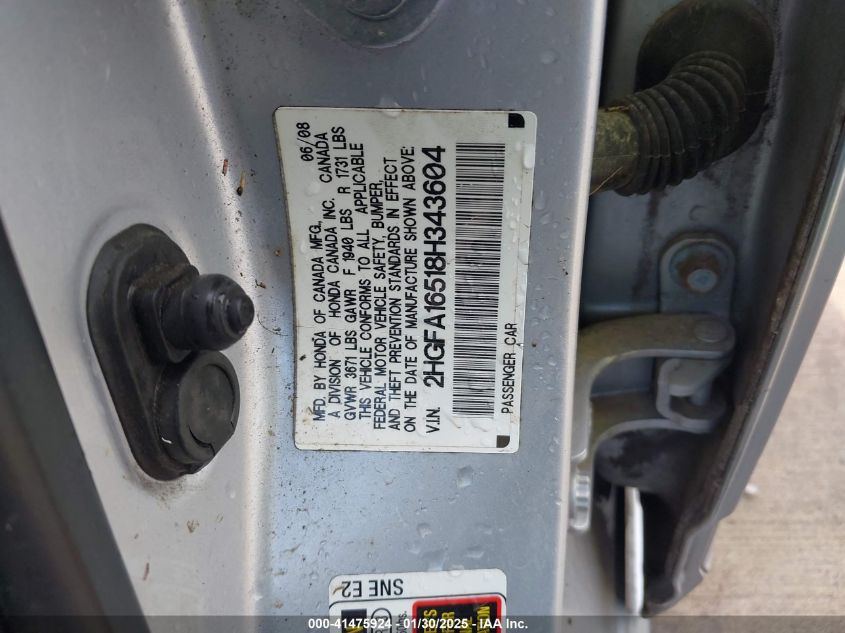 MFD. BY HONDA OF CANADA MFG., 06/08
A DIVISION OF HONDA CANADA INC. CANADA
GVWR 3671 LBS GAWR F 1940 LBS R 1731 LBS
THIS VEHICLE CONFORMS TO ALL APPLICABLE
FEDERAL MOTOR VEHICLE SAFETY, BUMPER,
AND THEFT PREVENTION STANDARDS IN EFFECT
ON THE DATE OF MANUFACTURE SHOWN ABOVE.
V.I.N. 2HGFA16518H343604
PASSENGER CAR
SNE E2
000-41475924 - 01/30/2025 - IAA Inc.